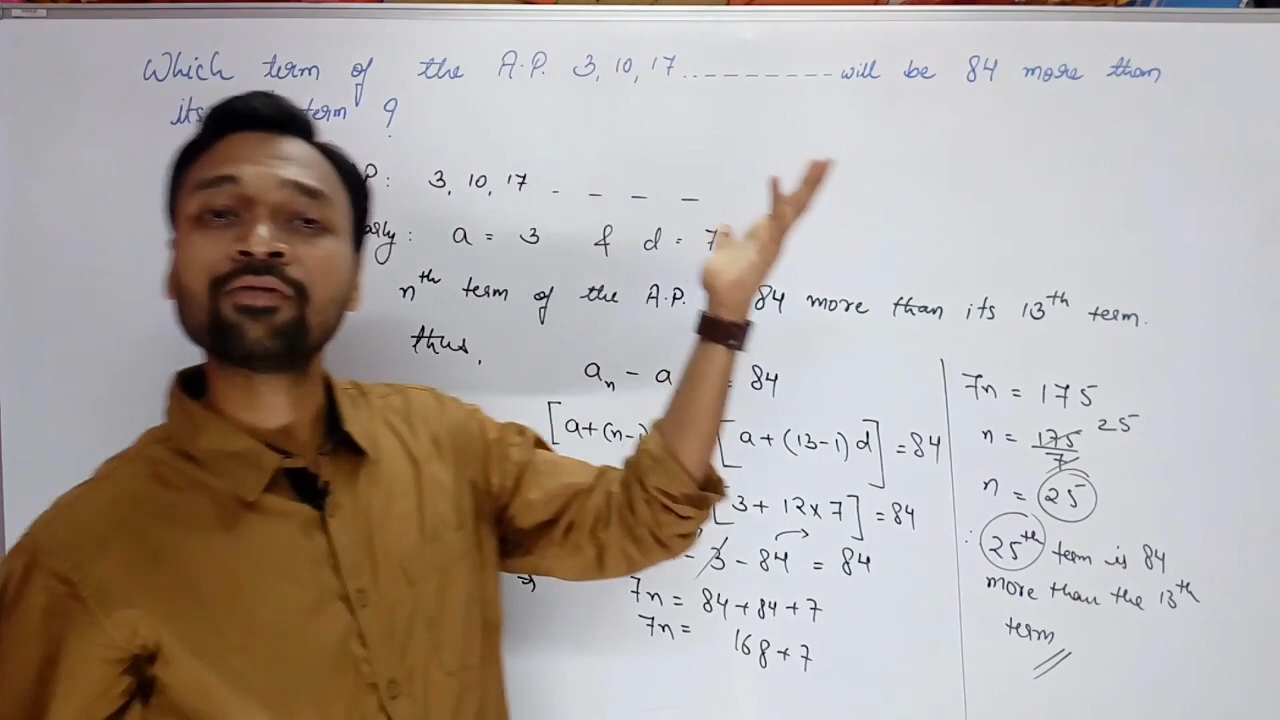 Which term of the A.P. 3, 10, 17 --------- will be 84 more than
its term ?
P: 3, 10, 17 - - - -
arly: a = 3 & d = 7
nth term of the A.P. 84 more than its 13th term.
thus,
an - a = 84
[a+(n-1) [a + (13-1)d] = 84
[3 + 12×7] = 84
- 3 - 84 = 84
⇒ 7n = 84+84+7
7n = 168+7
7n = 175
n = 175/7 25
n = 25
∴ 25th term is 84
more than the 13th
term